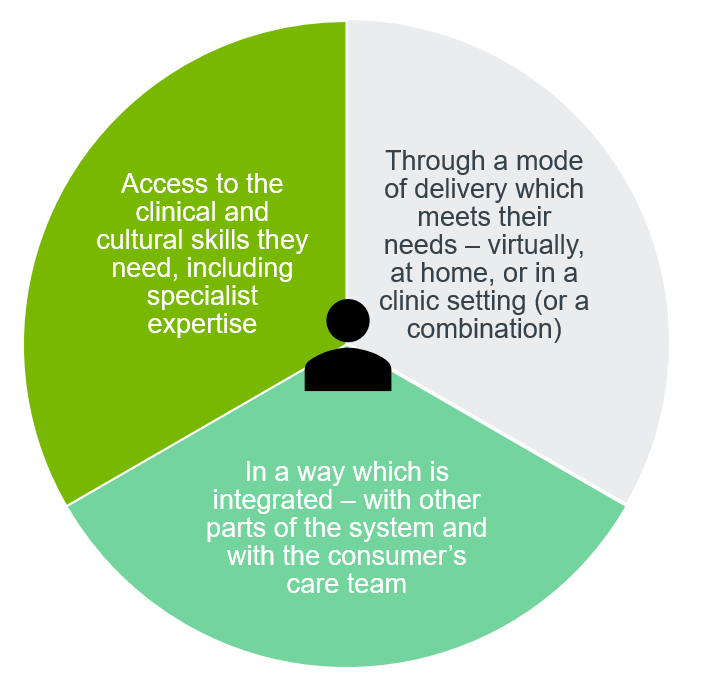 Access to the
clinical and
cultural skills they
need, including
specialist
expertise
Through a mode
of delivery which
meets their
needs – virtually,
at home, or in a
clinic setting (or a
combination)
In a way which is
integrated – with other
parts of the system and
with the consumer’s
care team